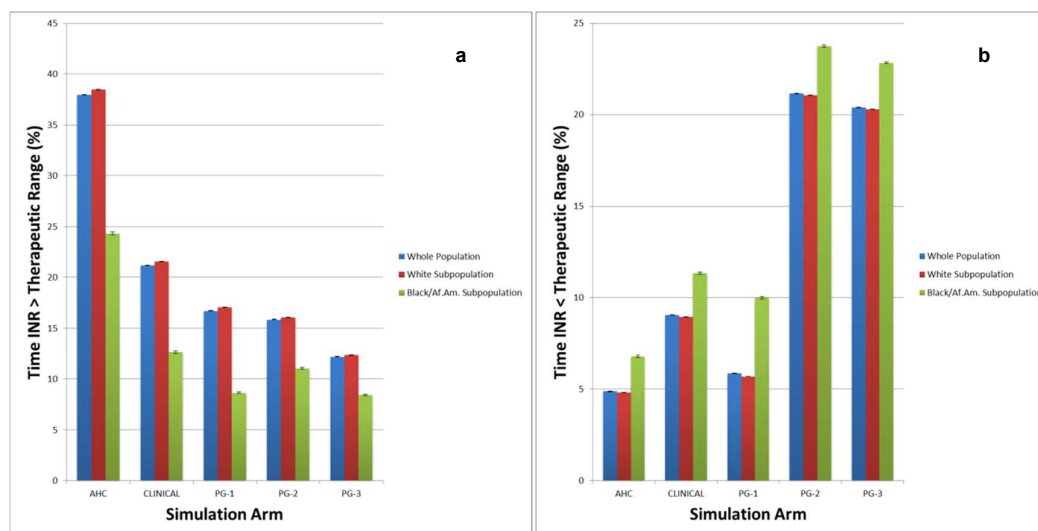 a
Time INR > Therapeutic Range (%)
45
40
35
30
25
20
15
10
5
0
AHC CLINICAL PG-1 PG-2 PG-3
Simulation Arm
Whole Population
White Subpopulation
Black/Af.Am. Subpopulation
b
Time INR < Therapeutic Range (%)
25
20
15
10
5
0
AHC CLINICAL PG-1 PG-2 PG-3
Simulation Arm
Whole Population
White Subpopulation
Black/Af.Am. Subpopulation